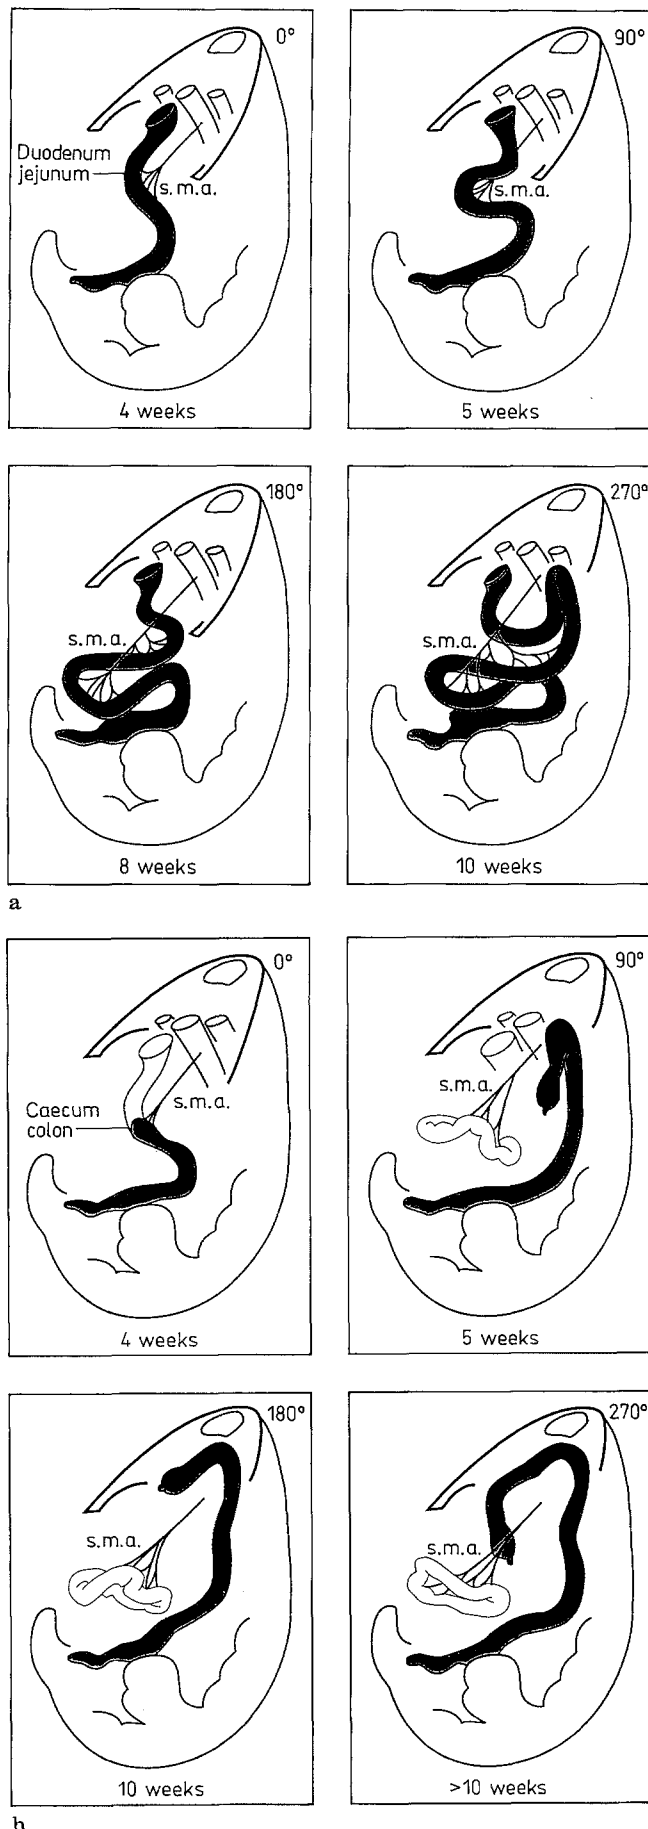 0°
Duodenum
jejunum
s.m.a.
4 weeks
90°
s.m.a.
5 weeks
180°
s.m.a.
8 weeks
270°
s.m.a.
10 weeks
a
0°
s.m.a.
Caecum
colon
4 weeks
90°
s.m.a.
5 weeks
180°
s.m.a.
10 weeks
270°
s.m.a.
>10 weeks
b